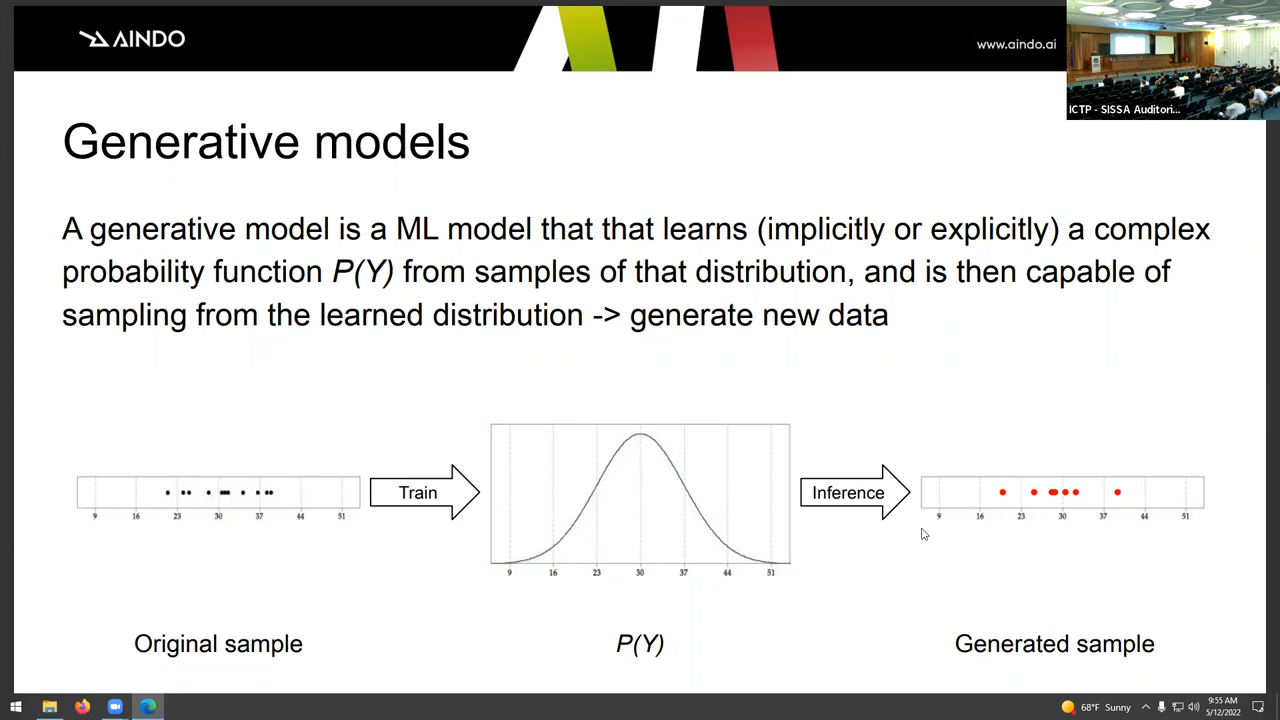 AINDO
www.aindo.ai
ICTP - SISSA Auditori...
Generative models
A generative model is a ML model that that learns (implicitly or explicitly) a complex
probability function P(Y) from samples of that distribution, and is then capable of
sampling from the learned distribution -> generate new data
Train
Inference
9 16 23 30 37 44 51
9 16 23 30 37 44 51
9 16 23 30 37 44 51
Original sample
P(Y)
Generated sample
68°F Sunny
9:55 AM
5/12/2022